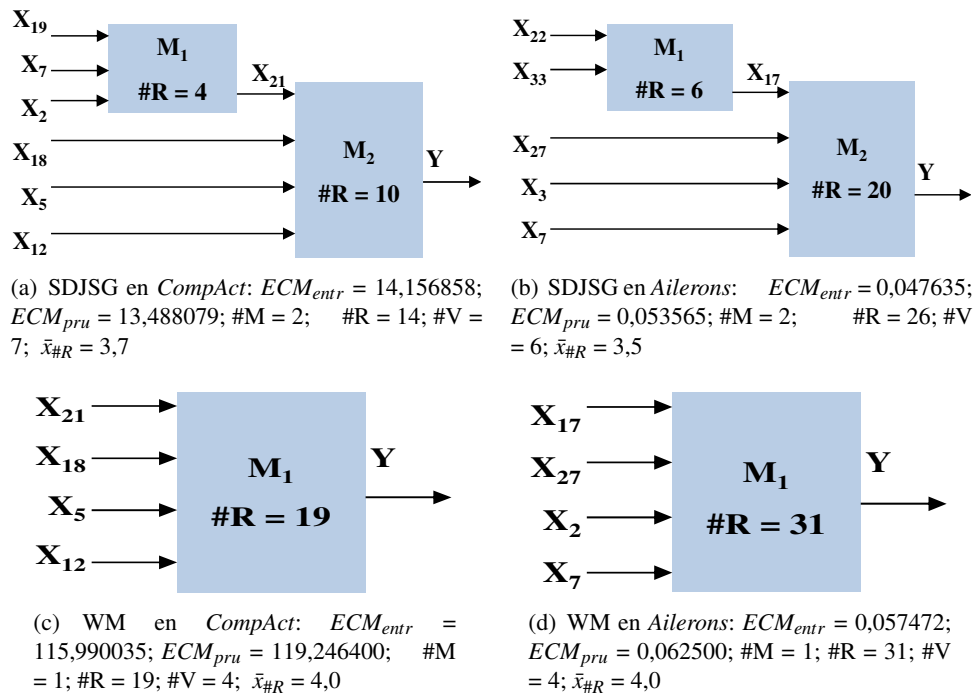 X19
X7
X2
M1
#R = 4
X21
X18
X5
X12
M2
#R = 10
Y
(a) SDJSG en CompAct: ECMentr = 14,156858;
ECMpru = 13,488079; #M = 2; #R = 14; #V =
7; x̄#R = 3,7
X22
X33
M1
#R = 6
X17
X27
X3
X7
M2
#R = 20
Y
(b) SDJSG en Ailerons: ECMentr = 0,047635;
ECMpru = 0,053565; #M = 2; #R = 26; #V
= 6; x̄#R = 3,5
X21
X18
X5
X12
M1
#R = 19
Y
(c) WM en CompAct: ECMentr =
115,990035; ECMpru = 119,246400; #M
= 1; #R = 19; #V = 4; x̄#R = 4,0
X17
X27
X2
X7
M1
#R = 31
Y
(d) WM en Ailerons: ECMentr = 0,057472;
ECMpru = 0,062500; #M = 1; #R = 31; #V
= 4; x̄#R = 4,0